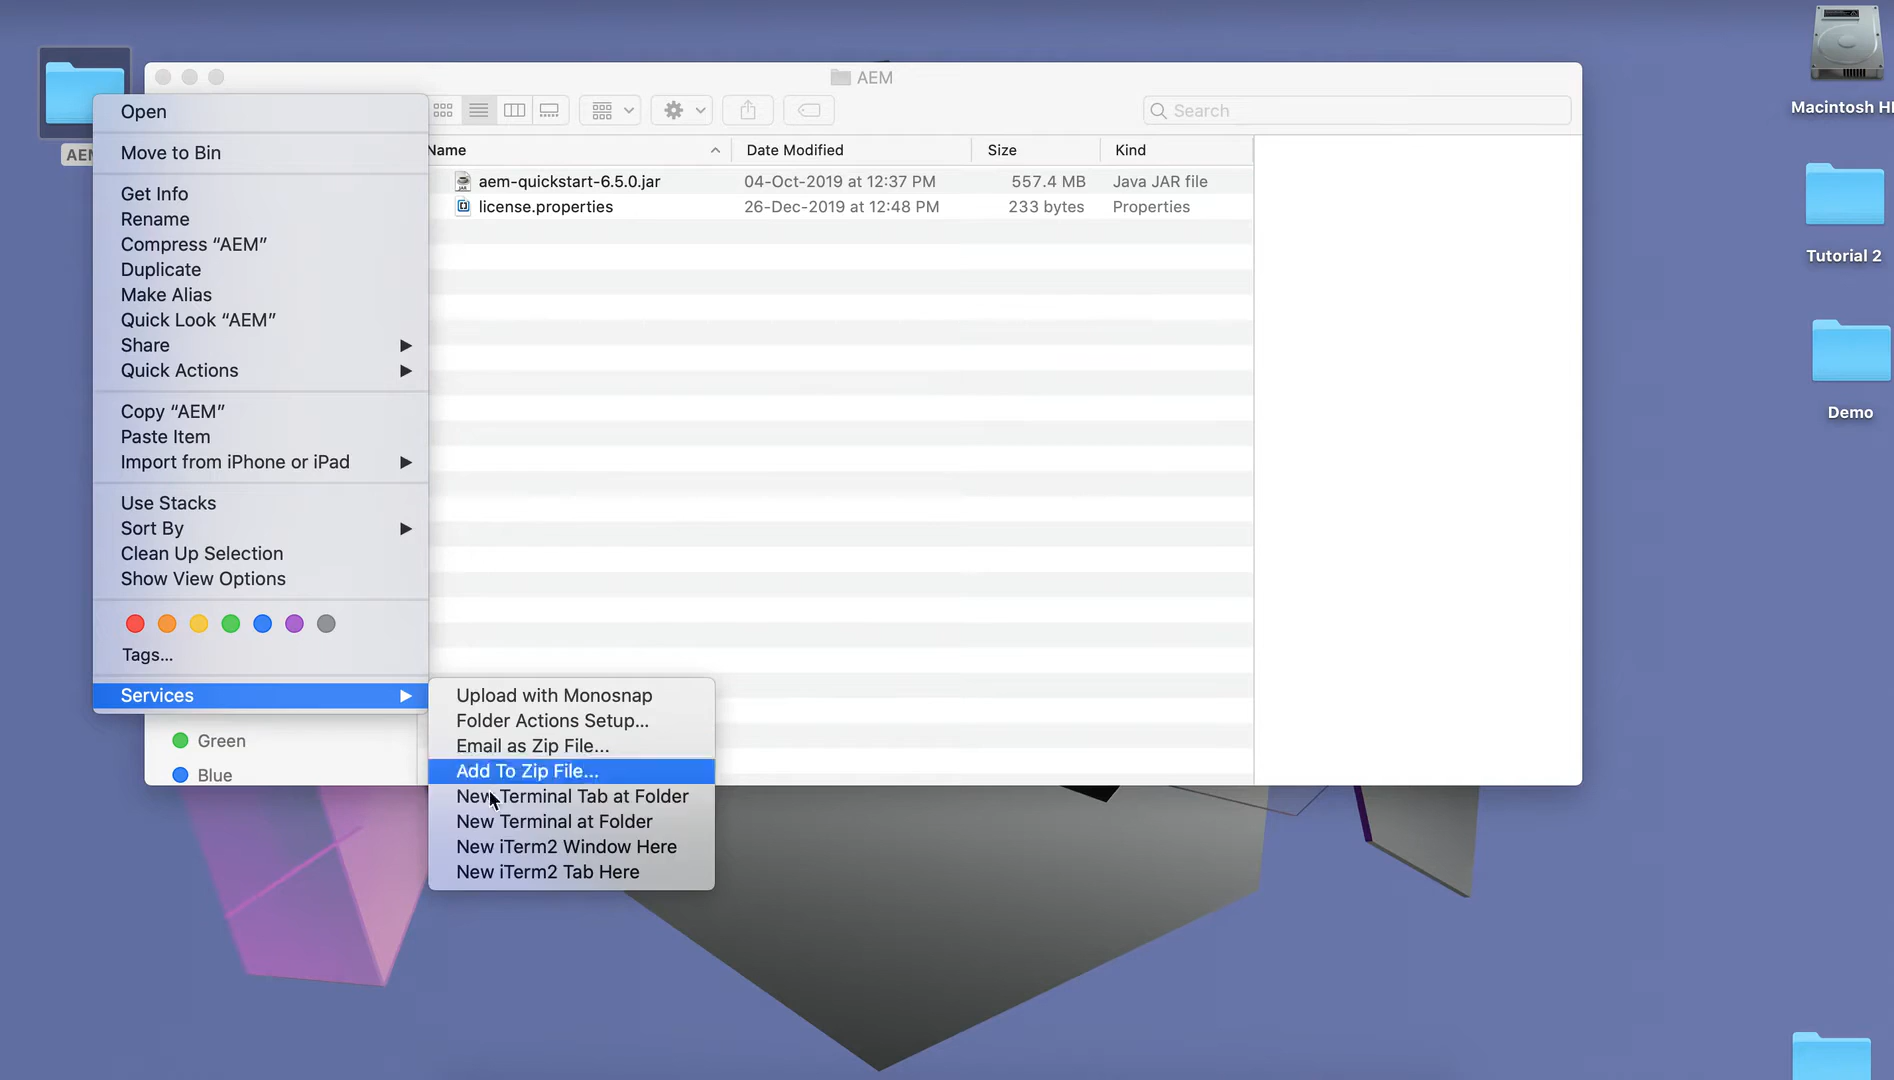 Macintosh H
AEM
Search
Name
Date Modified
Size
Kind
aem-quickstart-6.5.0.jar
04-Oct-2019 at 12:37 PM
557.4 MB
Java JAR file
license.properties
26-Dec-2019 at 12:48 PM
233 bytes
Properties
AEM
Open
Move to Bin
Get Info
Rename
Compress “AEM”
Duplicate
Make Alias
Quick Look “AEM”
Share
Quick Actions
Copy “AEM”
Paste Item
Import from iPhone or iPad
Use Stacks
Sort By
Clean Up Selection
Show View Options
Tags...
Services
Green
Blue
Upload with Monosnap
Folder Actions Setup...
Email as Zip File...
Add To Zip File...
New Terminal Tab at Folder
New Terminal at Folder
New iTerm2 Window Here
New iTerm2 Tab Here
Tutorial 2
Demo